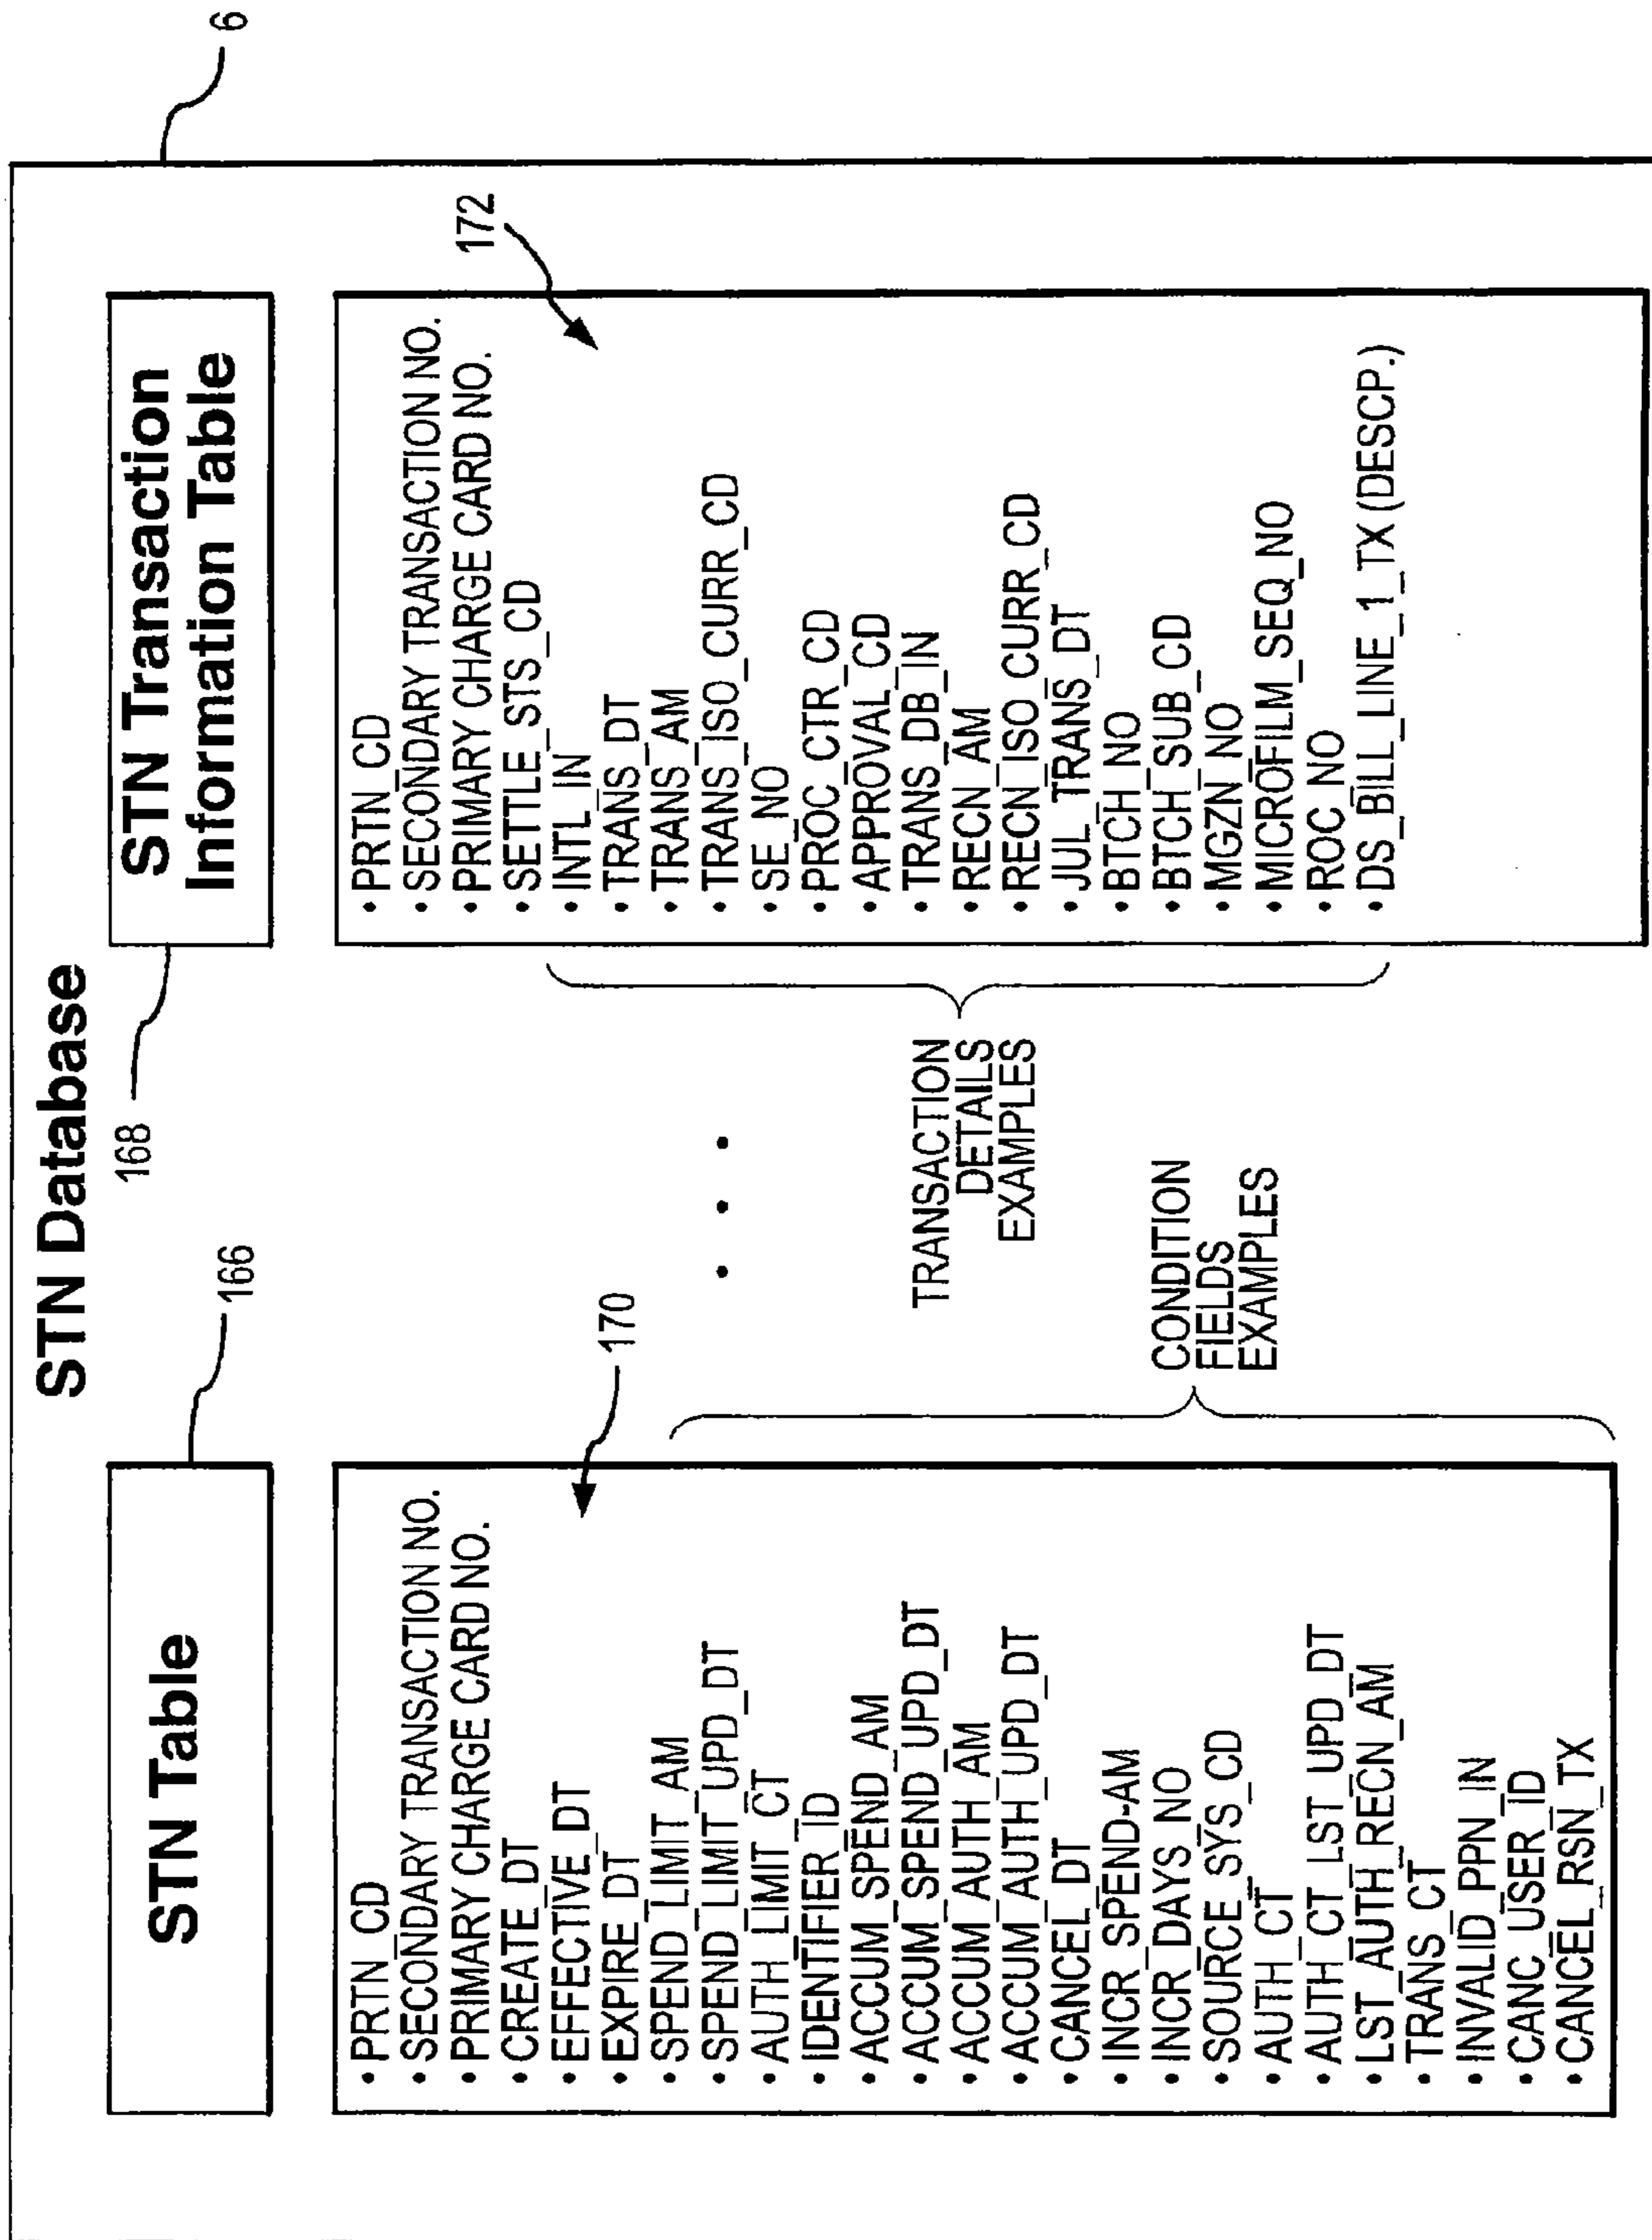 STN Database
6
166
STN Table
170
• PRTN_CD
• SECONDARY TRANSACTION NO.
• PRIMARY CHARGE CARD NO.
• CREATE_DT
• EFFECTIVE_DT
• EXPIRE_DT
• SPEND_LIMIT_AM
• SPEND_LIMIT_UPD_DT
• AUTH_LIMIT_CT
• IDENTIFIER_ID
• ACCUM_SPEND_AM
• ACCUM_SPEND_UPD_DT
• ACCUM_AUTH_AM
• ACCUM_AUTH_UPD_DT
• CANCEL_DT
• INCR_SPEND-AM
• INCR_DAYS_NO
• SOURCE_SYS_CD
• AUTH_CT
• AUTH_CT_LST_UPD_DT
• LST_AUTH_RECN_AM
• TRANS_CT
• INVALID_PPN_IN
• CANC_USER_ID
• CANCEL_RSN_TX
CONDITION
FIELDS
EXAMPLES
• • •
TRANSACTION
DETAILS
EXAMPLES
168
STN Transaction
Information Table
172
• PRTN_CD
• SECONDARY TRANSACTION NO.
• PRIMARY CHARGE CARD NO.
• SETTLE_STS_CD
• INTL_IN
• TRANS_DT
• TRANS_AM
• TRANS_ISO_CURR_CD
• SE_NO
• PROC_CTR_CD
• APPROVAL_CD
• TRANS_DB_IN
• RECN_AM
• RECN_ISO CURR_CD
• JUL_TRANS_DT
• BTCH_NO
• BTCH_SUB_CD
• MGZN_NO
• MICROFILM_SEQ_NO
• ROC_NO
• DS_BILL_LINE_1_TX (DESCP.)